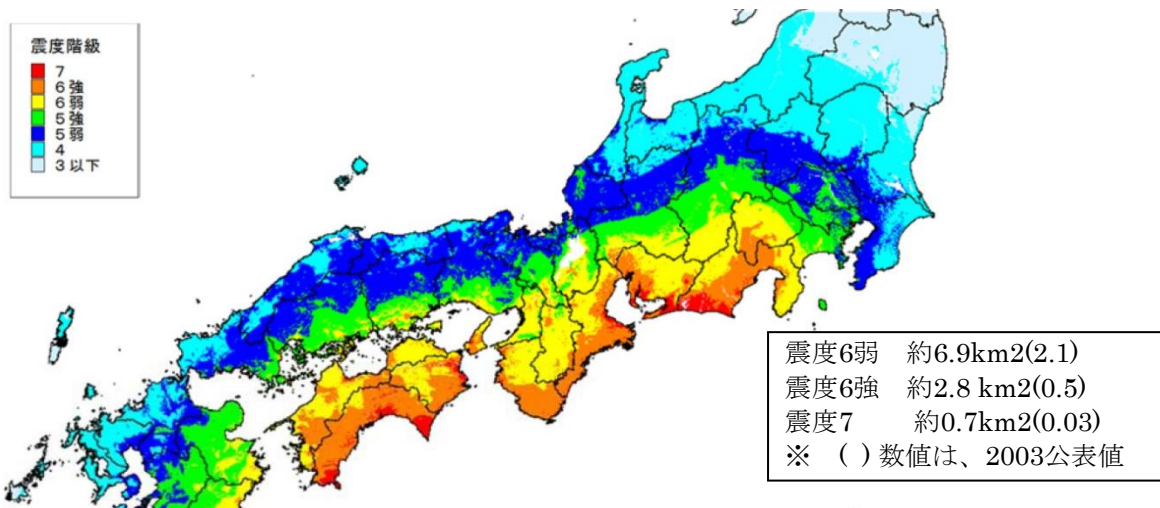 震度階級
7
6強
6弱
5強
5弱
4
3以下
震度6弱 約6.9km2(2.1)
震度6強 約2.8 km2(0.5)
震度7 約0.7km2(0.03)
※ ( ) 数値は、2003公表値